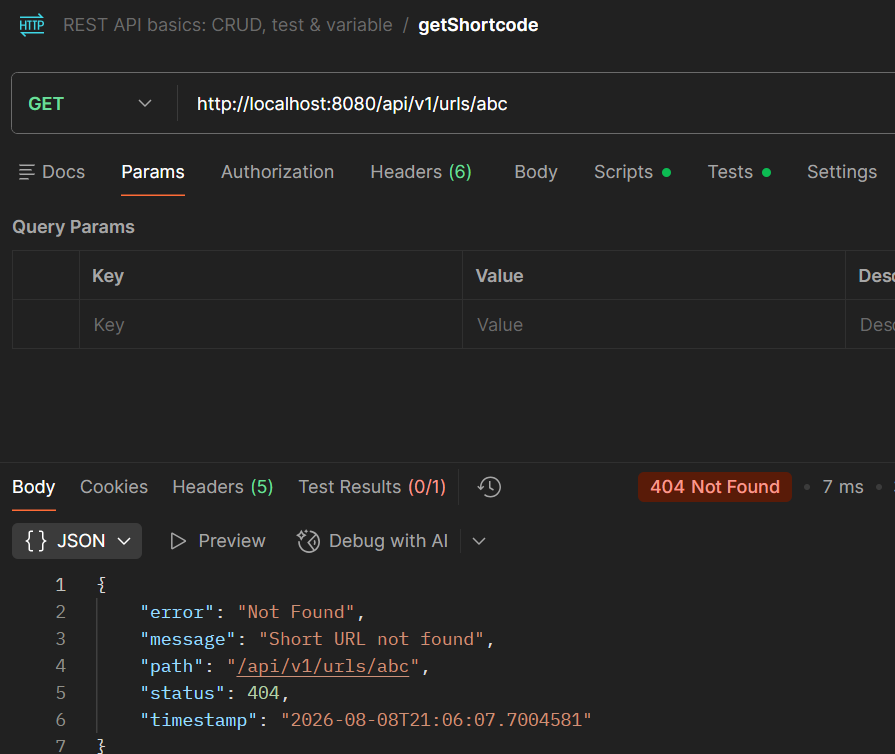 HTTP REST API basics: CRUD, test & variable / getShortcode
GET http://localhost:8080/api/v1/urls/abc
Docs Params Authorization Headers (6) Body Scripts Tests Settings
Query Params
Key Value Desc
Key Value Desc
Body Cookies Headers (5) Test Results (0/1) 404 Not Found • 7 ms •
{} JSON Preview Debug with AI
1 {
2 "error": "Not Found",
3 "message": "Short URL not found",
4 "path": "/api/v1/urls/abc",
5 "status": 404,
6 "timestamp": "2026-08-08T21:06:07.7004581"
7 }